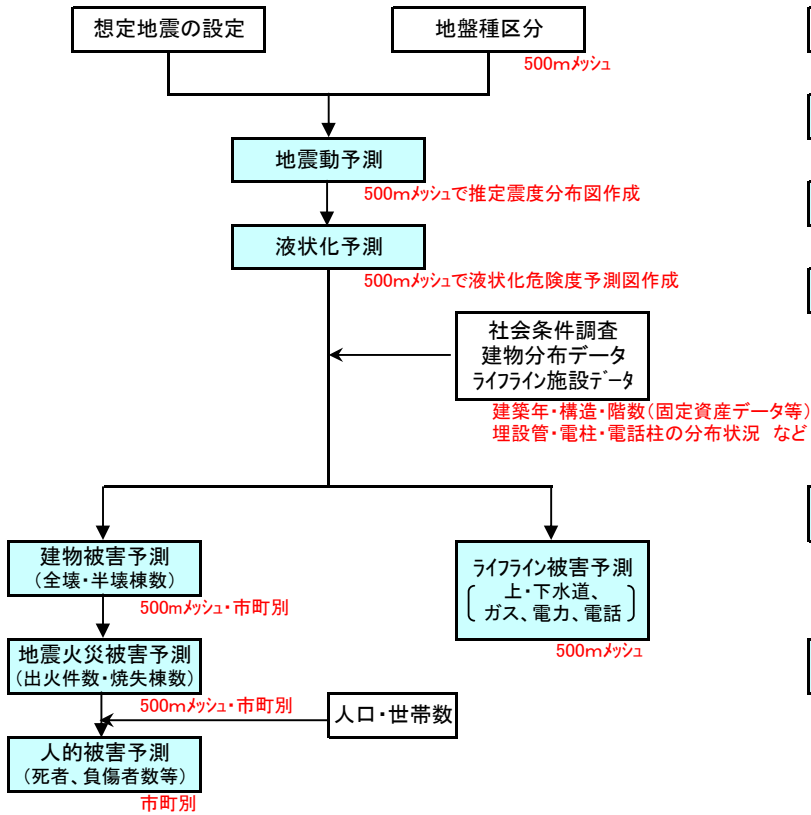 想定地震の設定
地盤種区分
500mメッシュ
地震動予測
500mメッシュで推定震度分布図作成
液状化予測
500mメッシュで液状化危険度予測図作成
社会条件調査
建物分布データ
ライフライン施設データ
建築年・構造・階数(固定資産データ等)
埋設管・電柱・電話柱の分布状況 など
建物被害予測
(全壊・半壊棟数)
500mメッシュ・市町別
ライフライン被害予測
上・下水道、
ガス、電力、電話
500mメッシュ
地震火災被害予測
(出火件数・焼失棟数)
500mメッシュ・市町別
人口・世帯数
人的被害予測
(死者、負傷者数等)
市町別